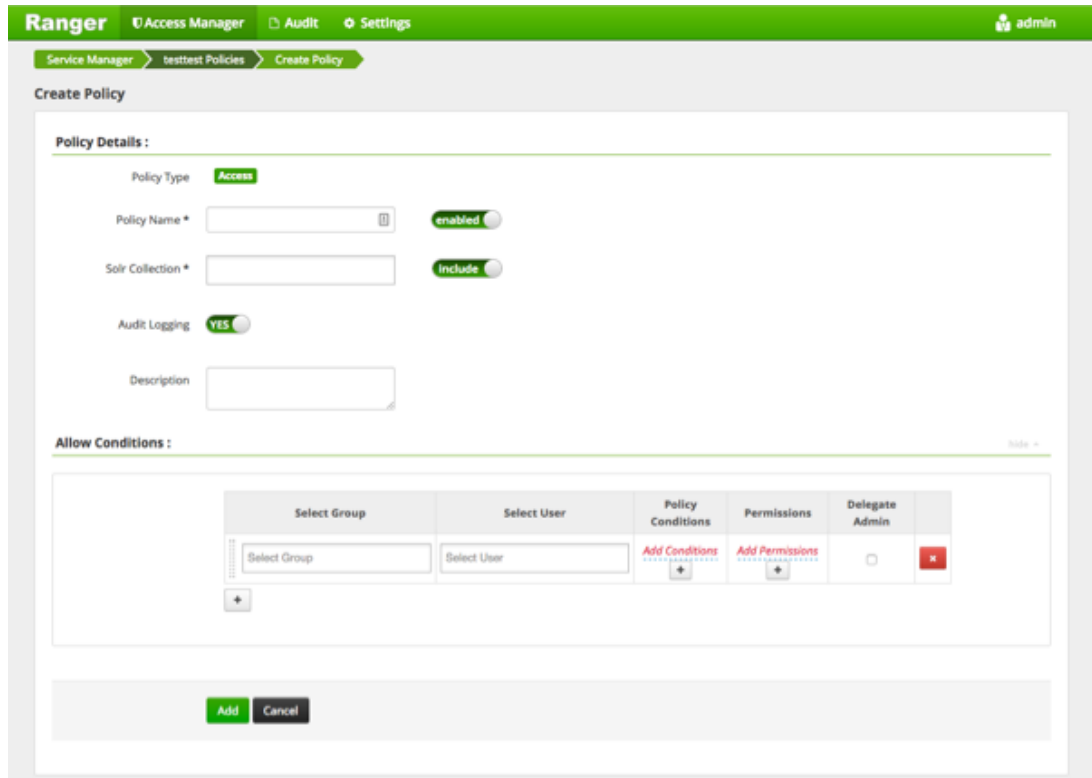 Ranger Access Manager Audit Settings admin
Service Manager testtest Policies Create Policy
Create Policy
Policy Details :
Policy Type Access
Policy Name * enabled
Solr Collection * include
Audit Logging YES
Description
Allow Conditions :
hide
Select Group Select User Policy Conditions Permissions Delegate Admin
Select Group Select User Add Conditions Add Permissions
+ +
+
Add Cancel